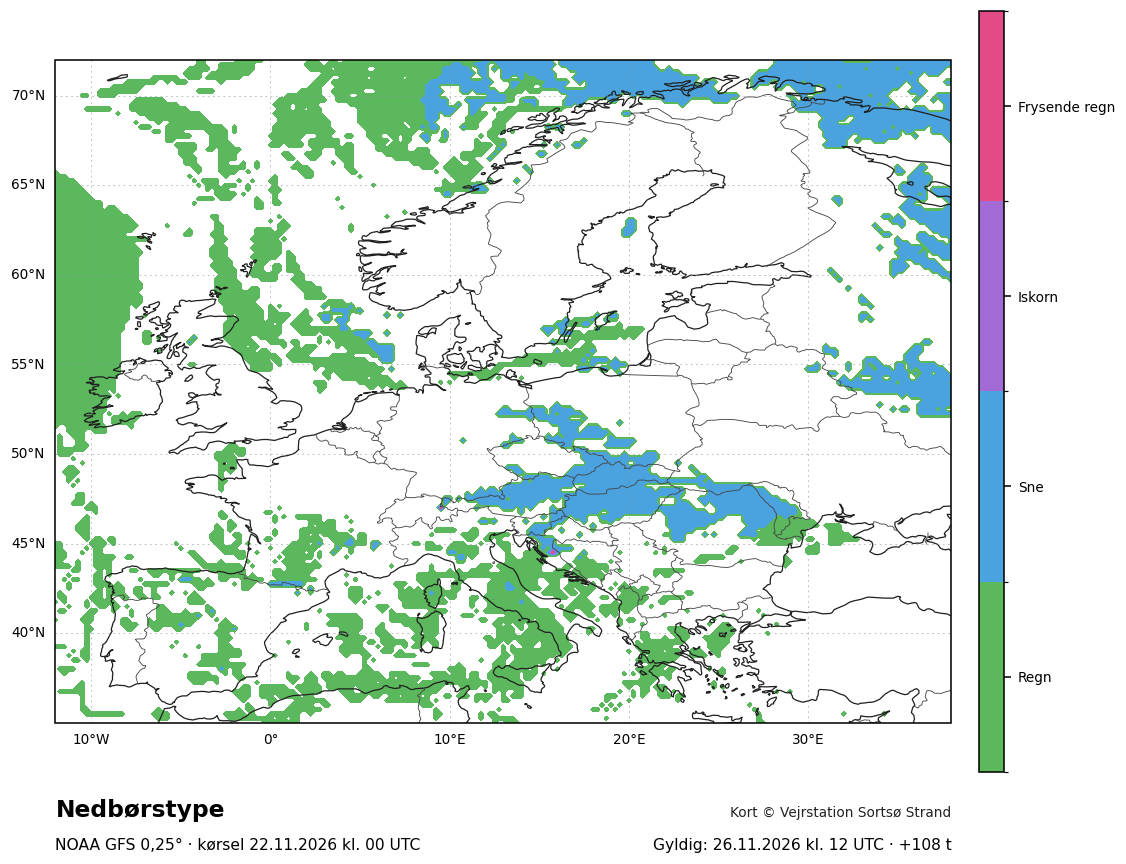 70°N
65°N
60°N
55°N
50°N
45°N
40°N
10°W
0°
10°E
20°E
30°E
Frysende regn
Iskorn
Sne
Regn
Nedbørstype
Kort © Vejrstation Sortsø Strand
NOAA GFS 0,25° · kørsel 22.11.2026 kl. 00 UTC
Gyldig: 26.11.2026 kl. 12 UTC · +108 t